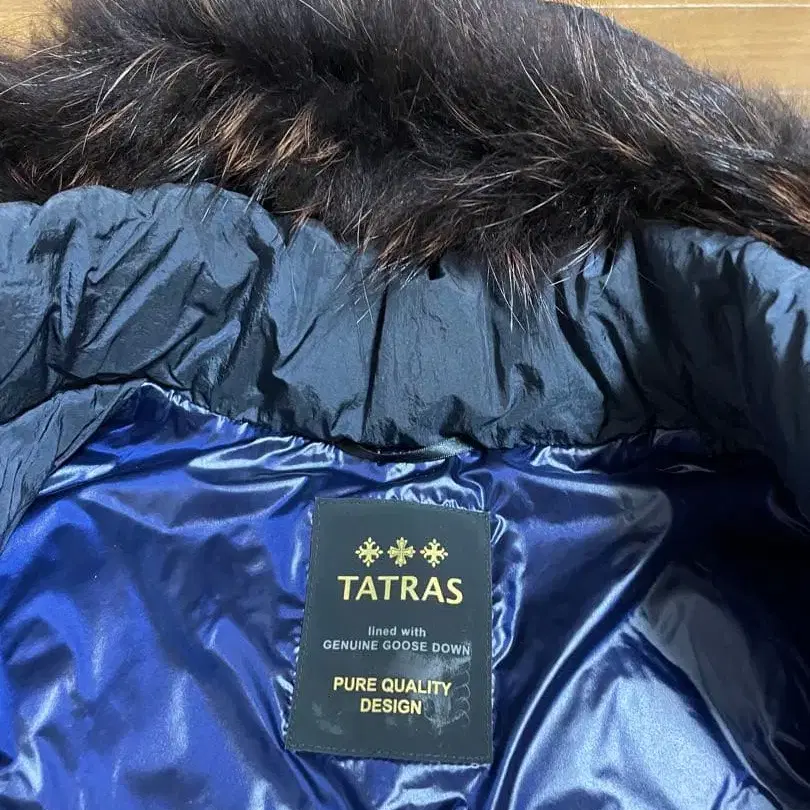 TATRAS
lined with
GENUINE GOOSE DOWN
PURE QUALITY
DESIGN